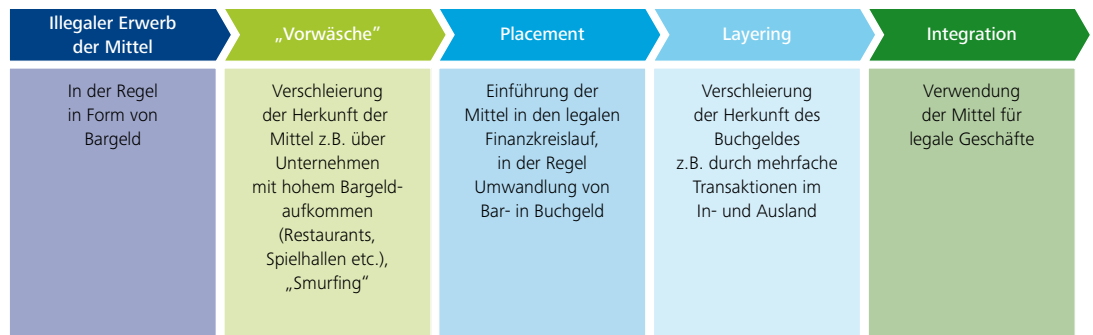 Illegaler Erwerb
der Mittel
In der Regel
in Form von
Bargeld
„Vorwäsche"
Verschleierung
der Herkunft der
Mittel z.B. über
Unternehmen
mit hohem Bargeld-
aufkommen
(Restaurants,
Spielhallen etc.),
„Smurfing"
Placement
Einführung der
Mittel in den legalen
Finanzkreislauf,
in der Regel
Umwandlung von
Bar- in Buchgeld
Layering
Verschleierung
der Herkunft des
Buchgeldes
z.B. durch mehrfache
Transaktionen im
In- und Ausland
Integration
Verwendung
der Mittel für
legale Geschäfte